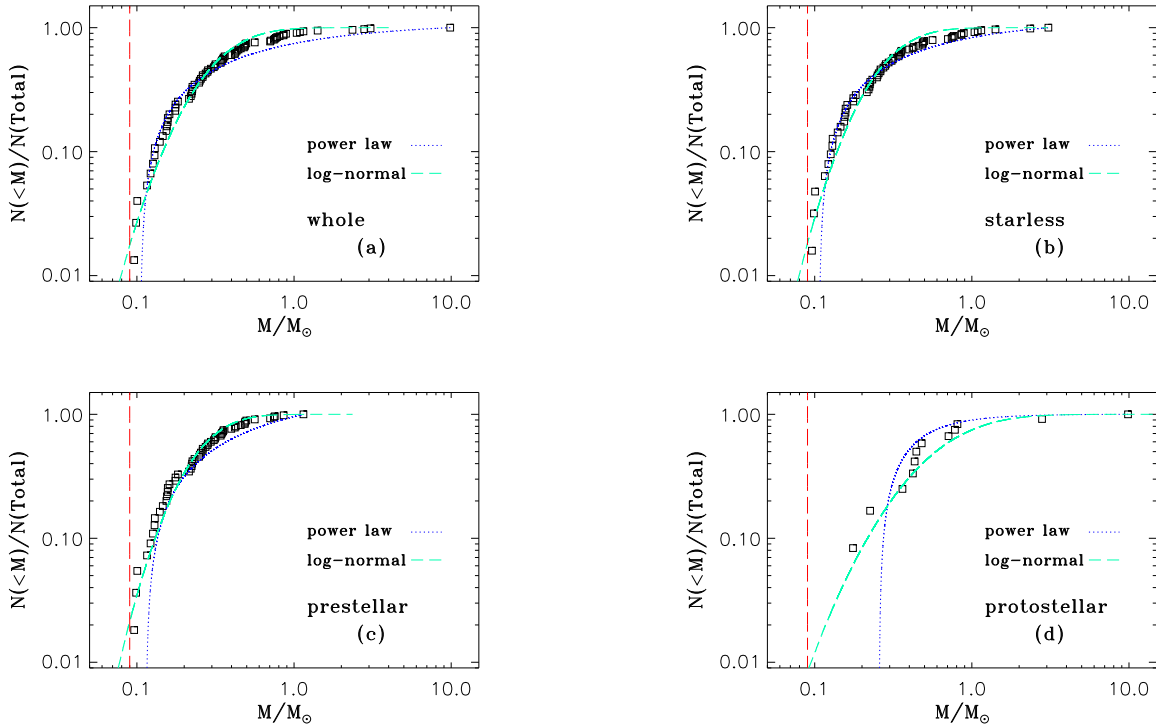 N(<M)/N(Total)
1.00
0.10
0.01
power law
log-normal
whole
(a)
0.1 1.0 10.0
M/M☉
N(<M)/N(Total)
1.00
0.10
0.01
power law
log-normal
starless
(b)
0.1 1.0 10.0
M/M☉
N(<M)/N(Total)
1.00
0.10
0.01
power law
log-normal
prestellar
(c)
0.1 1.0 10.0
M/M☉
N(<M)/N(Total)
1.00
0.10
0.01
power law
log-normal
protostellar
(d)
0.1 1.0 10.0
M/M☉